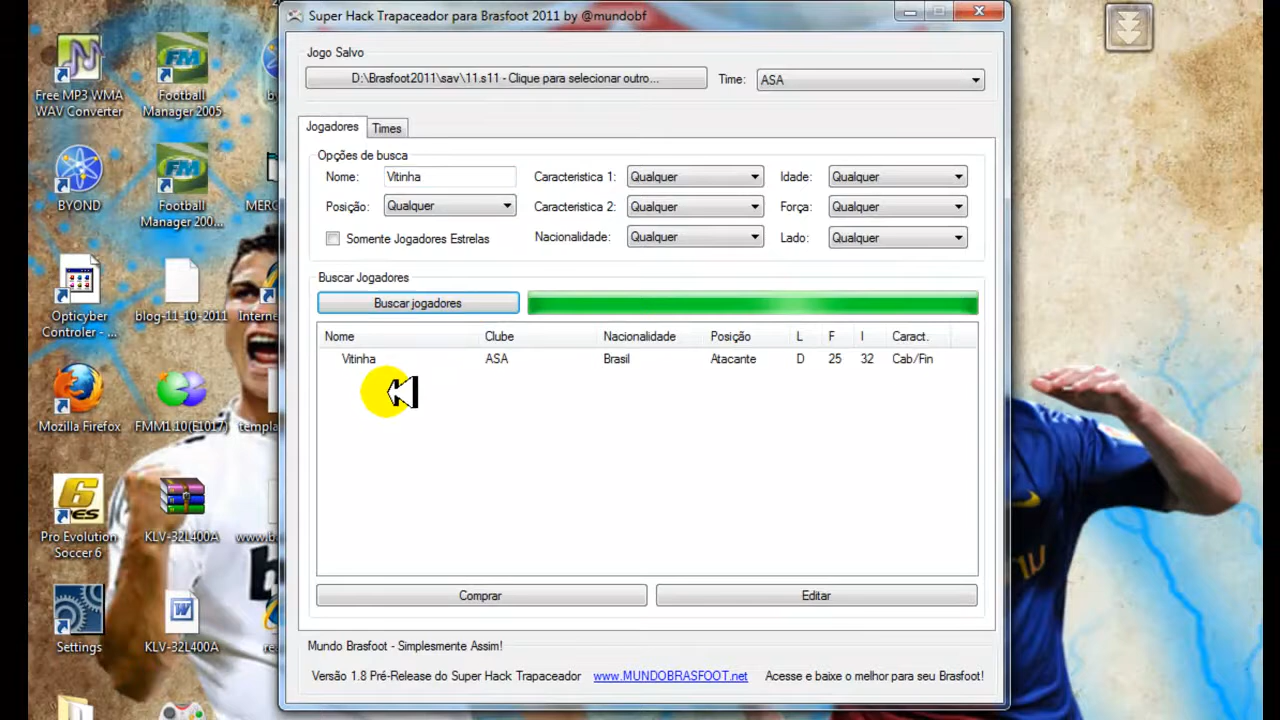 Super Hack Trapaceador para Brasfoot 2011 by @mundobf
Jogo Salvo
D:\Brasfoot2011\sav\11.s11 - Clique para selecionar outro...
Time: ASA
Jogadores Times
Opções de busca
Nome: Vitinha Caracteristica 1: Qualquer Idade: Qualquer
Posição: Qualquer Caracteristica 2: Qualquer Força: Qualquer
Somente Jogadores Estrelas Nacionalidade: Qualquer Lado: Qualquer
Buscar Jogadores
Buscar jogadores
Nome Clube Nacionalidade Posição L F I Caract.
Vitinha ASA Brasil Atacante D 25 32 Cab/Fin
Comprar Editar
Mundo Brasfoot - Simplesmente Assim!
Versão 1.8 Pré-Release do Super Hack Trapaceador www.MUNDOBRASFOOT.net Acesse e baixe o melhor para seu Brasfoot!
Free MP3 WMA
WAV Converter
Football
Manager 2005
BYOND
Football
Manager 200...
Opticyber
Controler - ...
blog-11-10-2011
Mozilla Firefox
FMM1.10(E1017)
Pro Evolution
Soccer 6
KLV-32L400A
Settings
KLV-32L400A